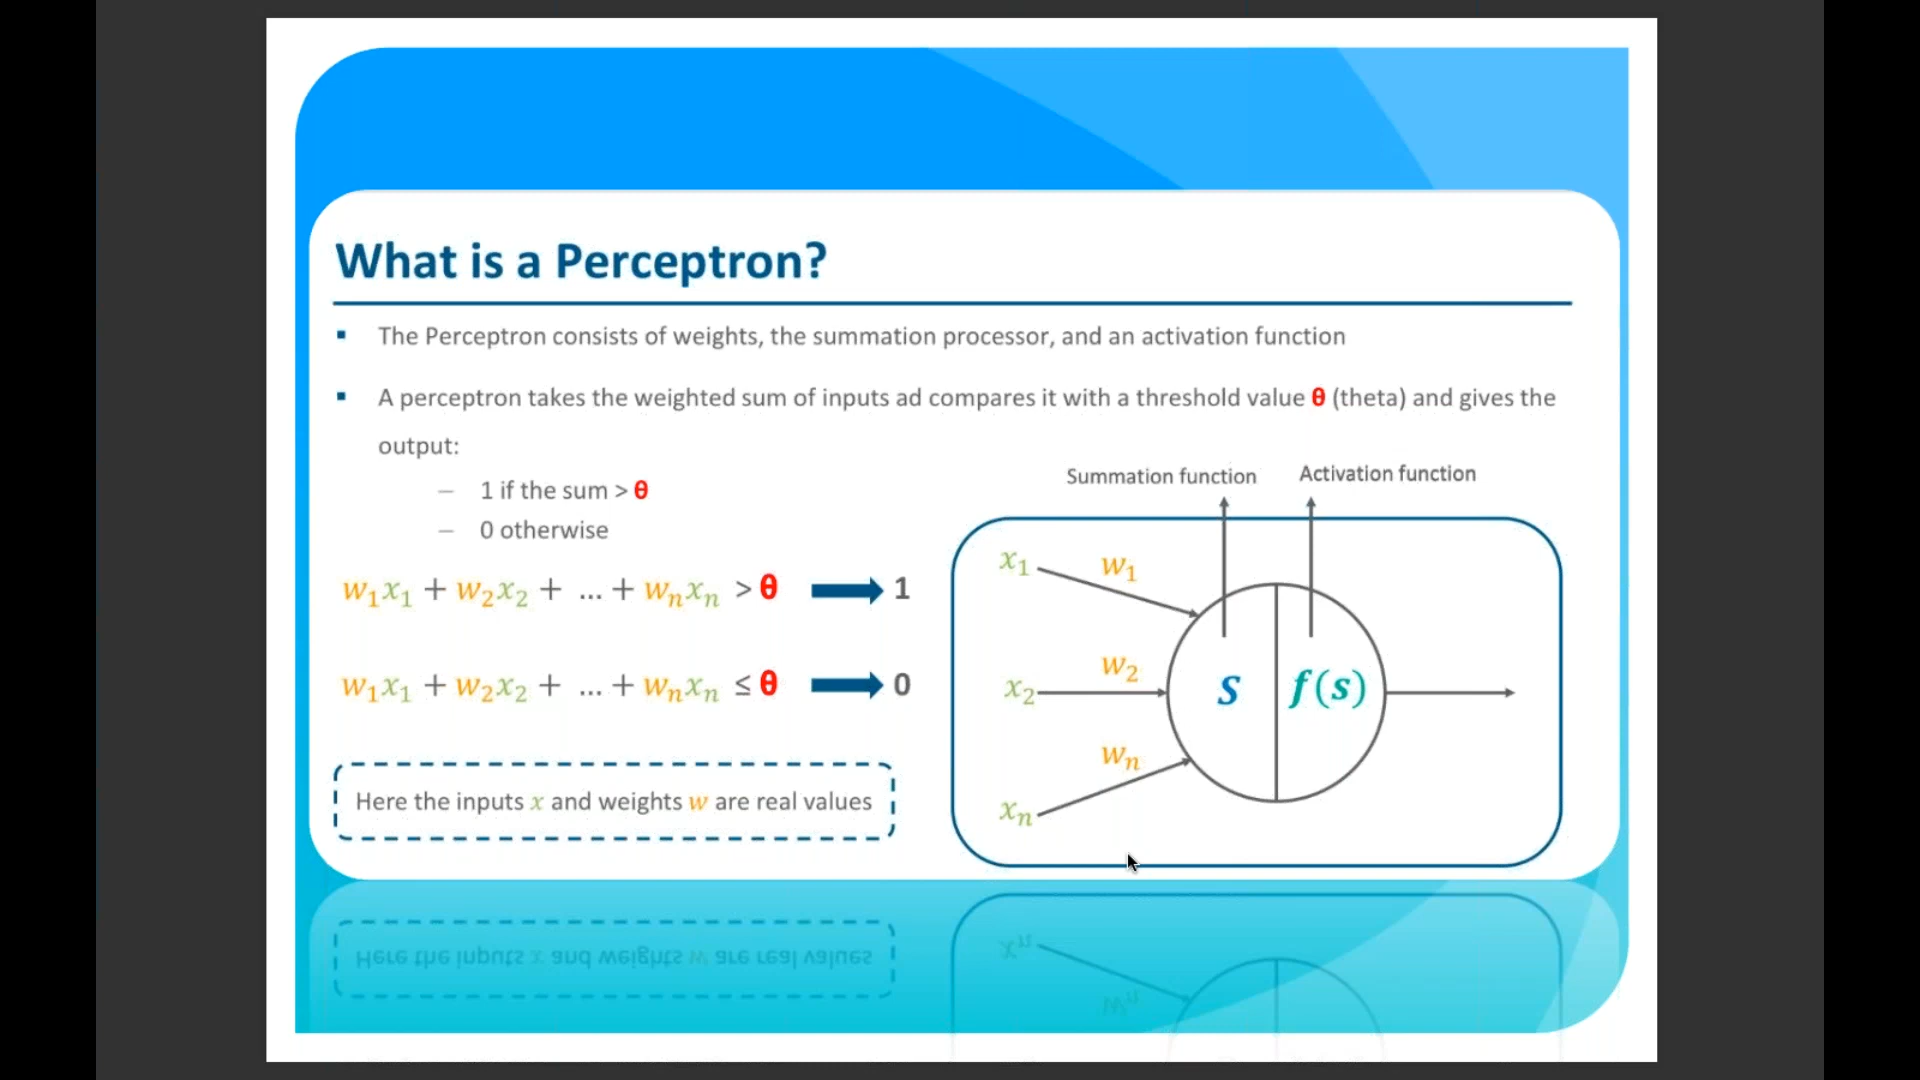 What is a Perceptron?
▪ The Perceptron consists of weights, the summation processor, and an activation function
▪ A perceptron takes the weighted sum of inputs ad compares it with a threshold value θ (theta) and gives the
output:
– 1 if the sum > θ
– 0 otherwise
w₁x₁ + w₂x₂ + ... + wₙxₙ > θ 1
w₁x₁ + w₂x₂ + ... + wₙxₙ ≤ θ 0
Here the inputs x and weights w are real values
Summation function
Activation function
x₁ w₁
x₂ w₂
xₙ wₙ
S f(s)